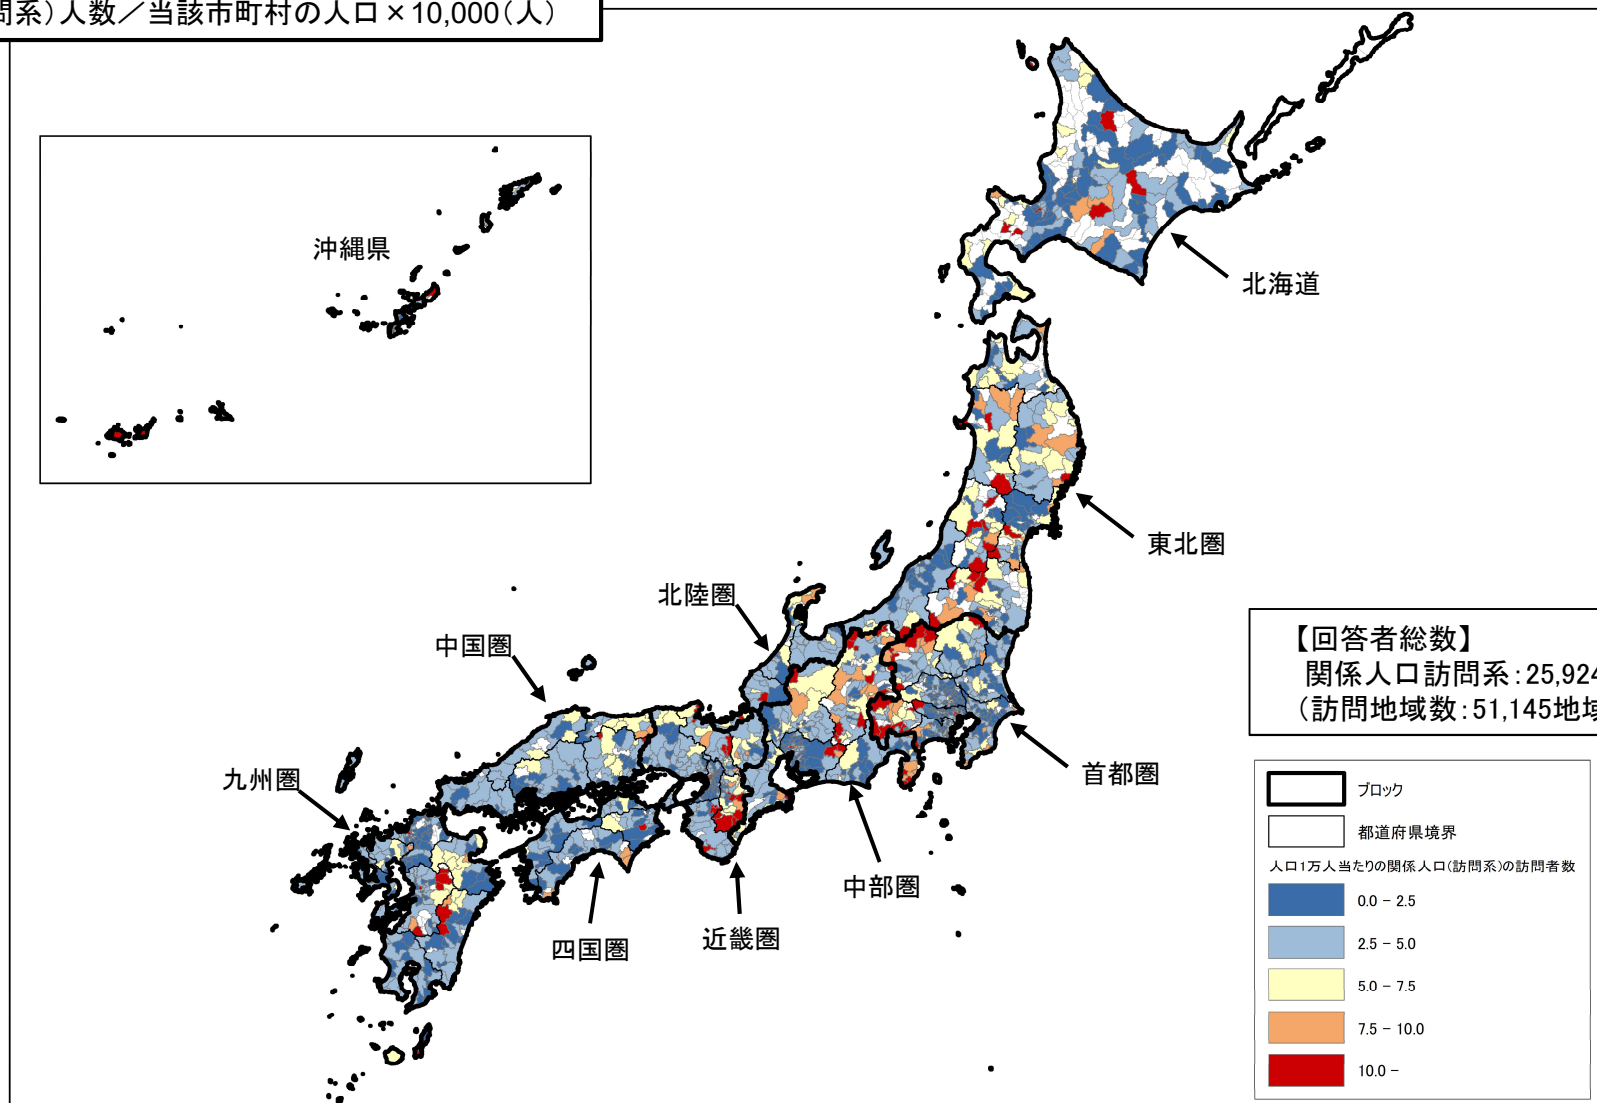 問系)人数／当該市町村の人口×10,000(人)
沖縄県
北海道
東北圏
北陸圏
中国圏
【回答者総数】
関係人口訪問系:25,924
(訪問地域数:51,145地域
九州圏
首都圏
中部圏
近畿圏
四国圏
ブロック
都道府県境界
人口1万人当たりの関係人口(訪問系)の訪問者数
0.0 - 2.5
2.5 - 5.0
5.0 - 7.5
7.5 - 10.0
10.0 -